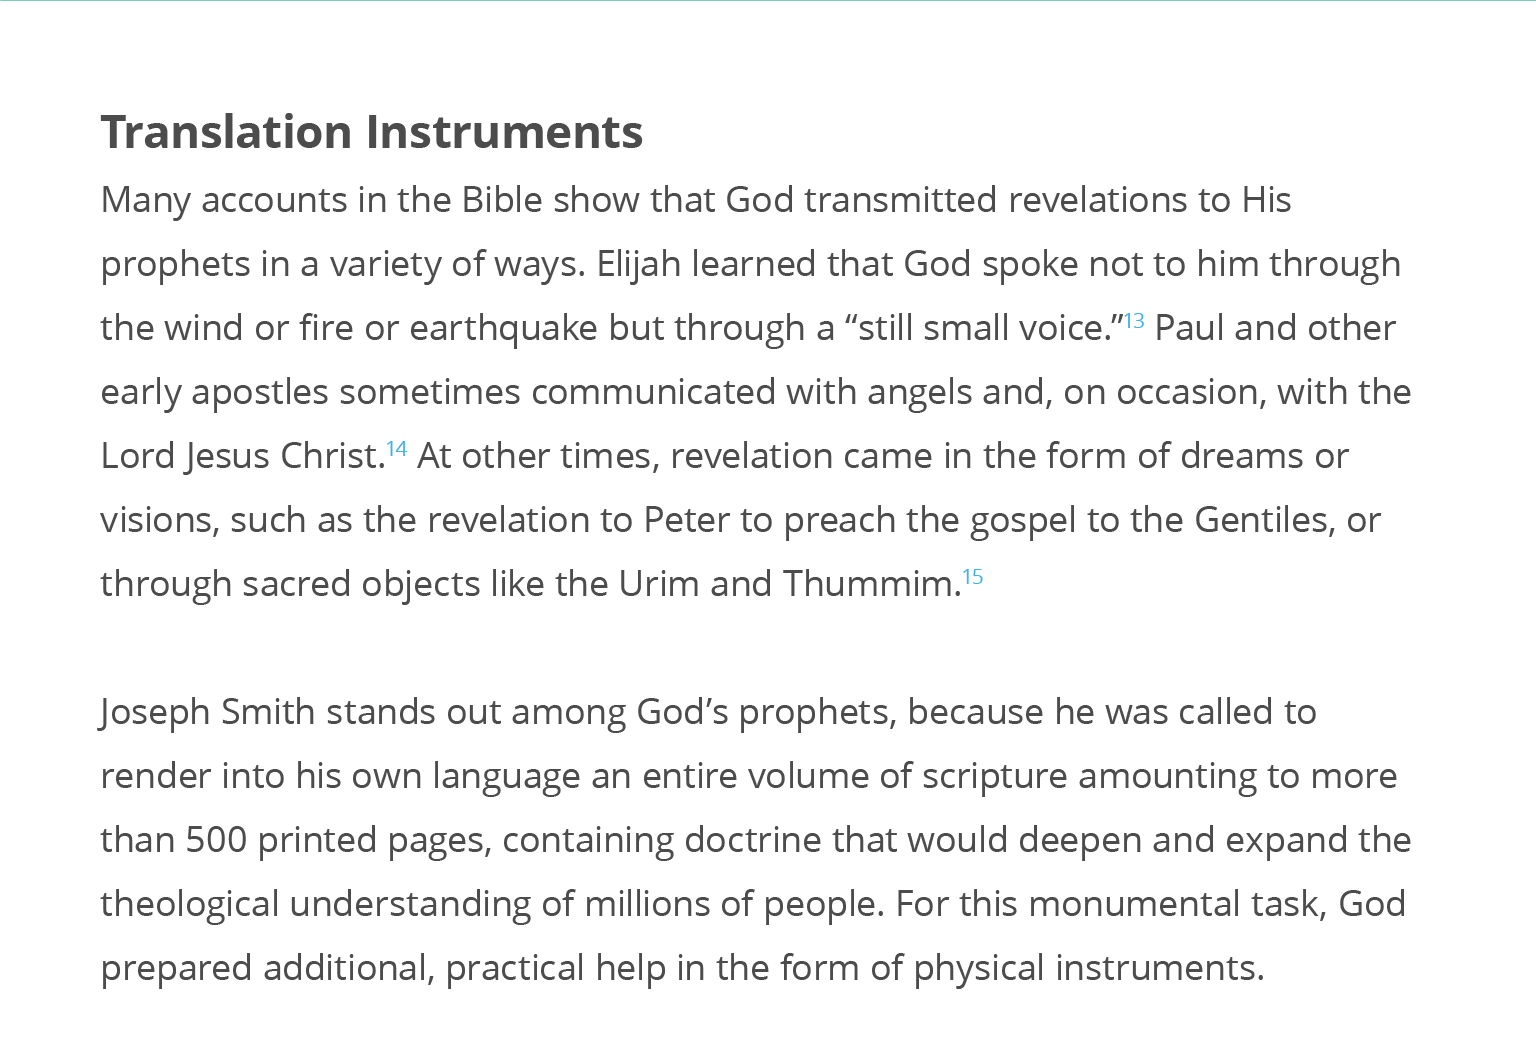 Translation Instruments
Many accounts in the Bible show that God transmitted revelations to His
prophets in a variety of ways. Elijah learned that God spoke not to him through
the wind or fire or earthquake but through a “still small voice.”13 Paul and other
early apostles sometimes communicated with angels and, on occasion, with the
Lord Jesus Christ.14 At other times, revelation came in the form of dreams or
visions, such as the revelation to Peter to preach the gospel to the Gentiles, or
through sacred objects like the Urim and Thummim.15
Joseph Smith stands out among God’s prophets, because he was called to
render into his own language an entire volume of scripture amounting to more
than 500 printed pages, containing doctrine that would deepen and expand the
theological understanding of millions of people. For this monumental task, God
prepared additional, practical help in the form of physical instruments.